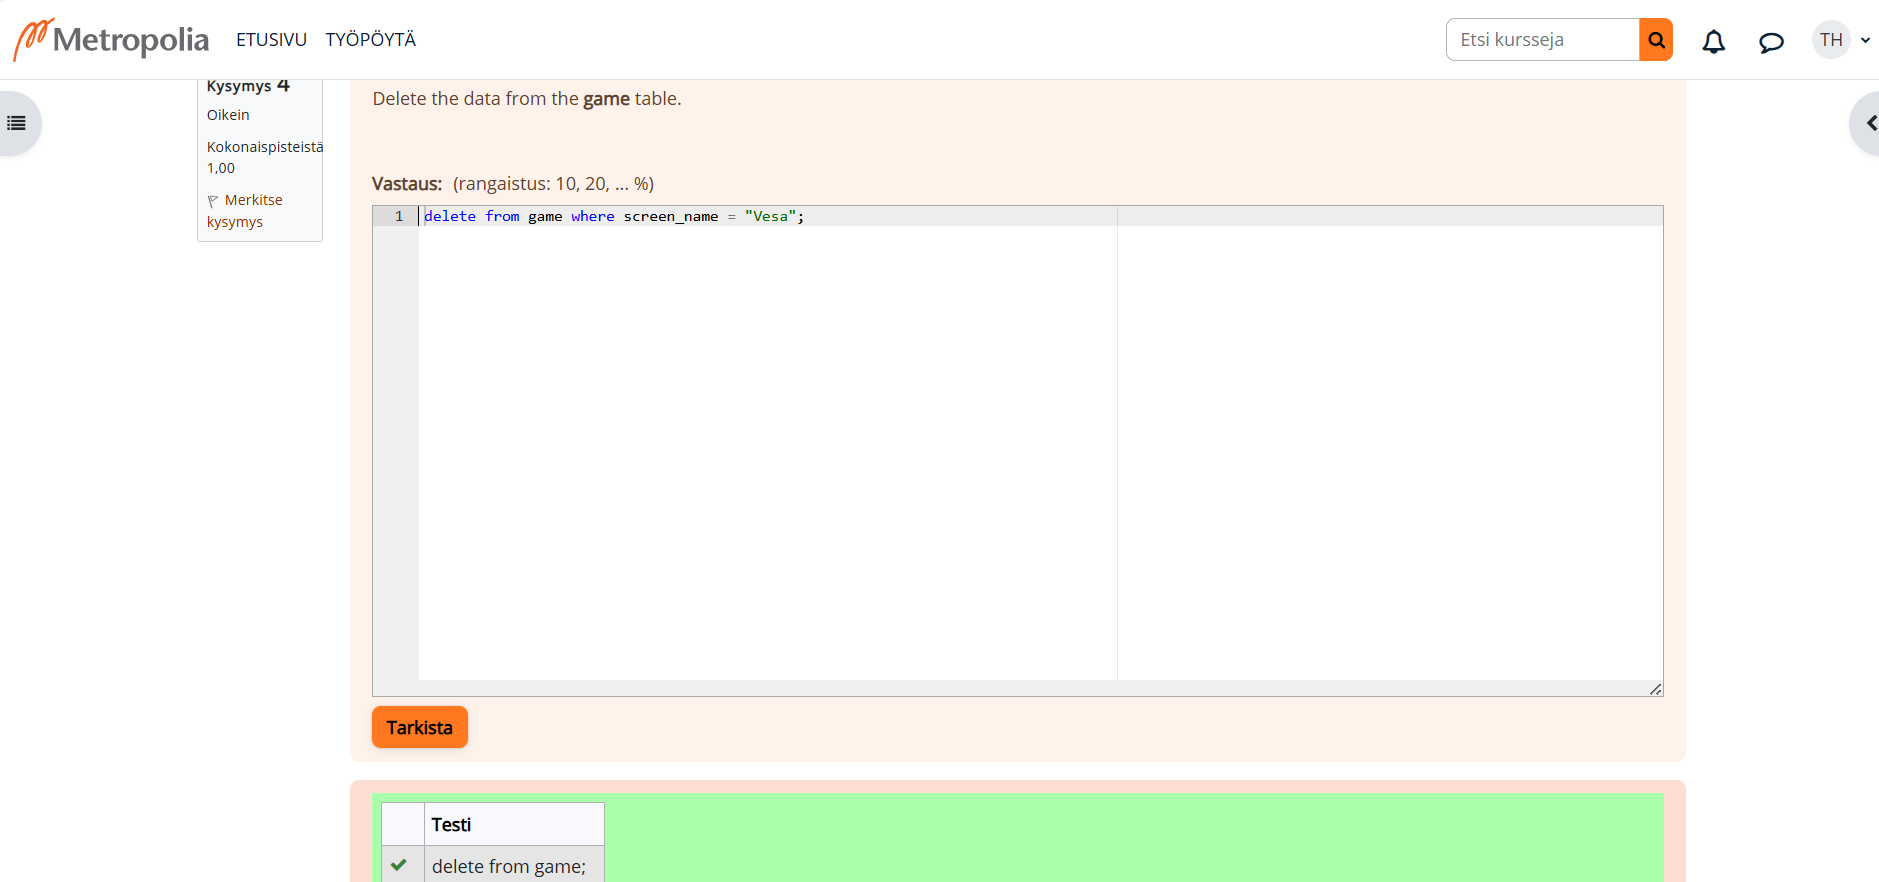 Metropolia ETUSIVU TYÖPÖYTÄ Etsi kursseja TH
Kysymys 4
Oikein
Kokonaispisteistä
1,00
Merkitse
kysymys
Delete the data from the game table.
Vastaus: (rangaistus: 10, 20, ... %)
1 delete from game where screen_name = "Vesa";
Tarkista
Testi
delete from game;